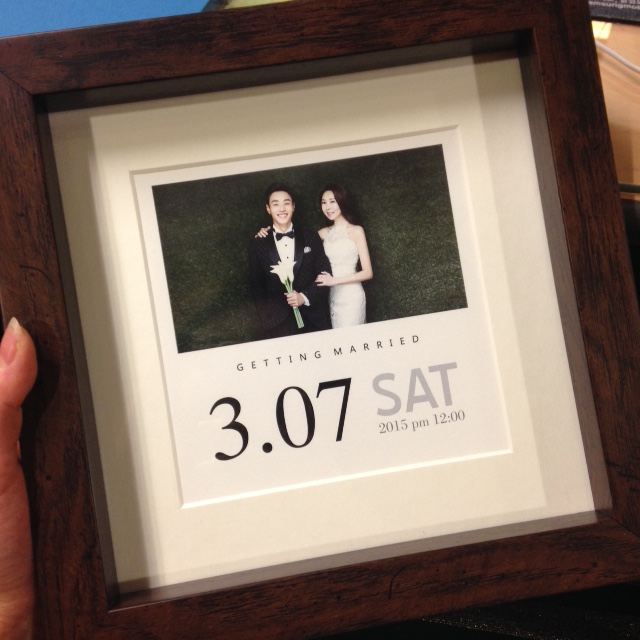 GETTING MARRIED
3.07 SAT
2015 pm 12:00